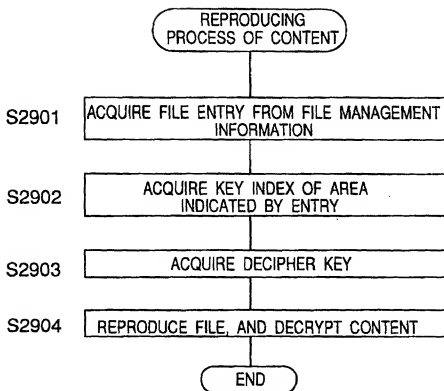 REPRODUCING
PROCESS OF CONTENT
S2901
ACQUIRE FILE ENTRY FROM FILE MANAGEMENT
INFORMATION
S2902
ACQUIRE KEY INDEX OF AREA
INDICATED BY ENTRY
S2903
ACQUIRE DECIPHER KEY
S2904
REPRODUCE FILE, AND DECRYPT CONTENT
END